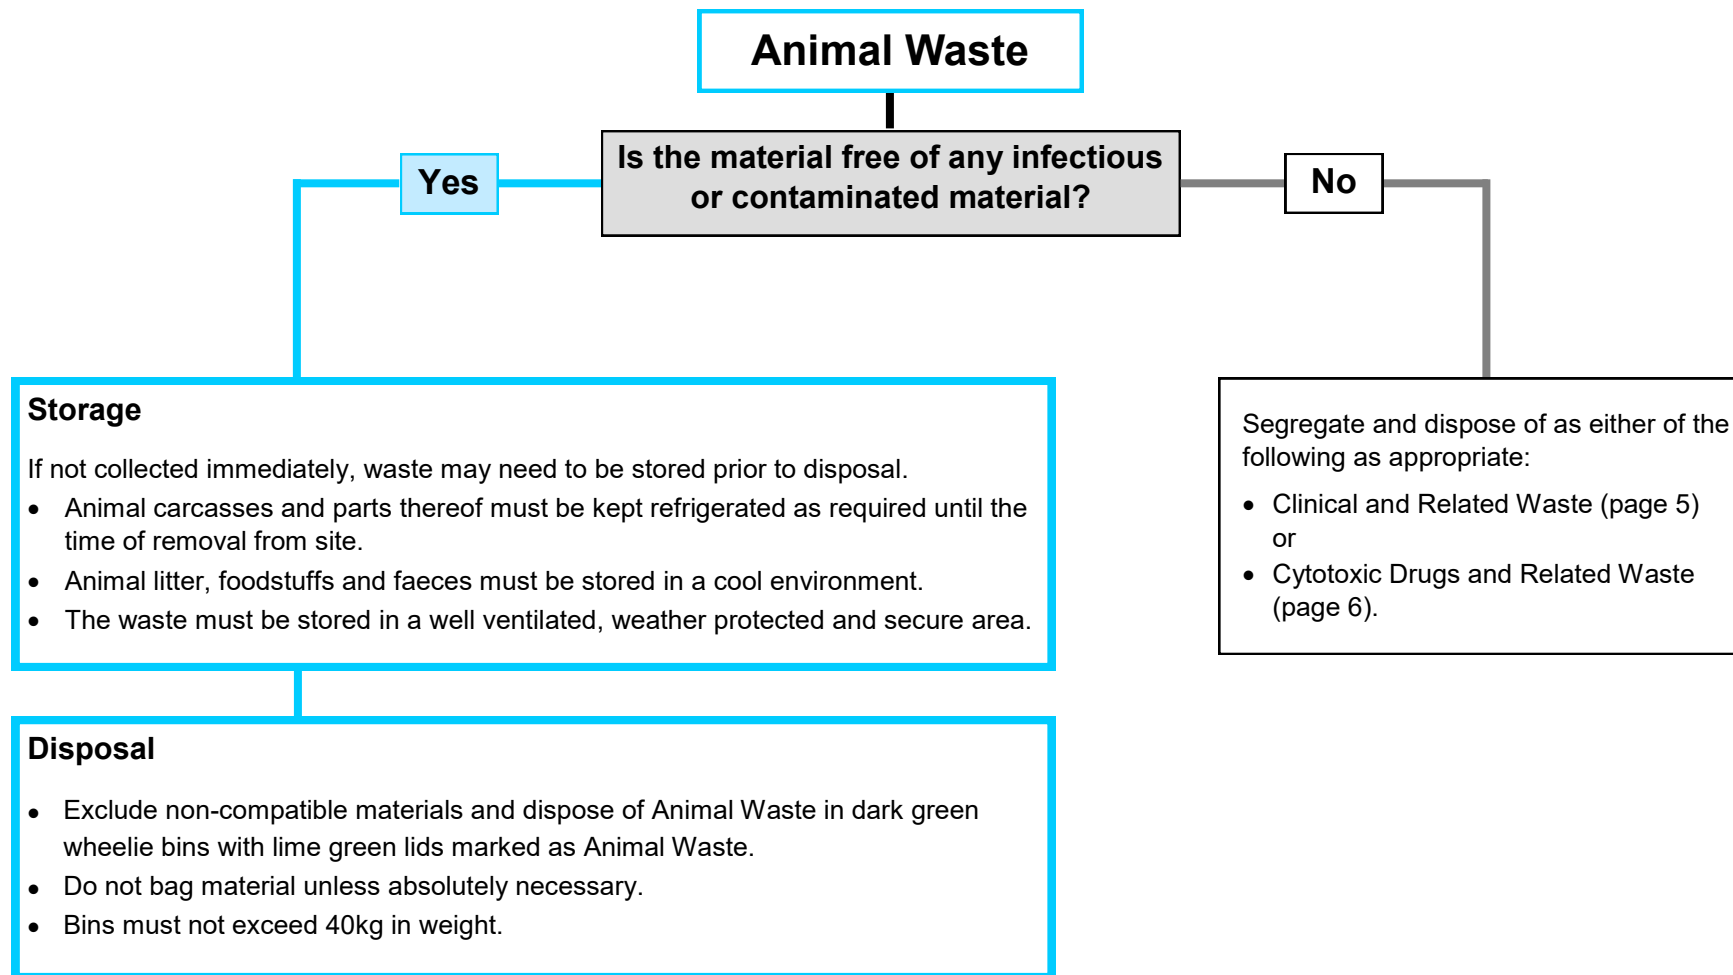 Animal Waste
Is the material free of any infectious
or contaminated material?
Yes
No
Storage
If not collected immediately, waste may need to be stored prior to disposal.
• Animal carcasses and parts thereof must be kept refrigerated as required until the
time of removal from site.
• Animal litter, foodstuffs and faeces must be stored in a cool environment.
• The waste must be stored in a well ventilated, weather protected and secure area.
Segregate and dispose of as either of the
following as appropriate:
• Clinical and Related Waste (page 5)
or
• Cytotoxic Drugs and Related Waste
(page 6).
Disposal
• Exclude non-compatible materials and dispose of Animal Waste in dark green
wheelie bins with lime green lids marked as Animal Waste.
• Do not bag material unless absolutely necessary.
• Bins must not exceed 40kg in weight.